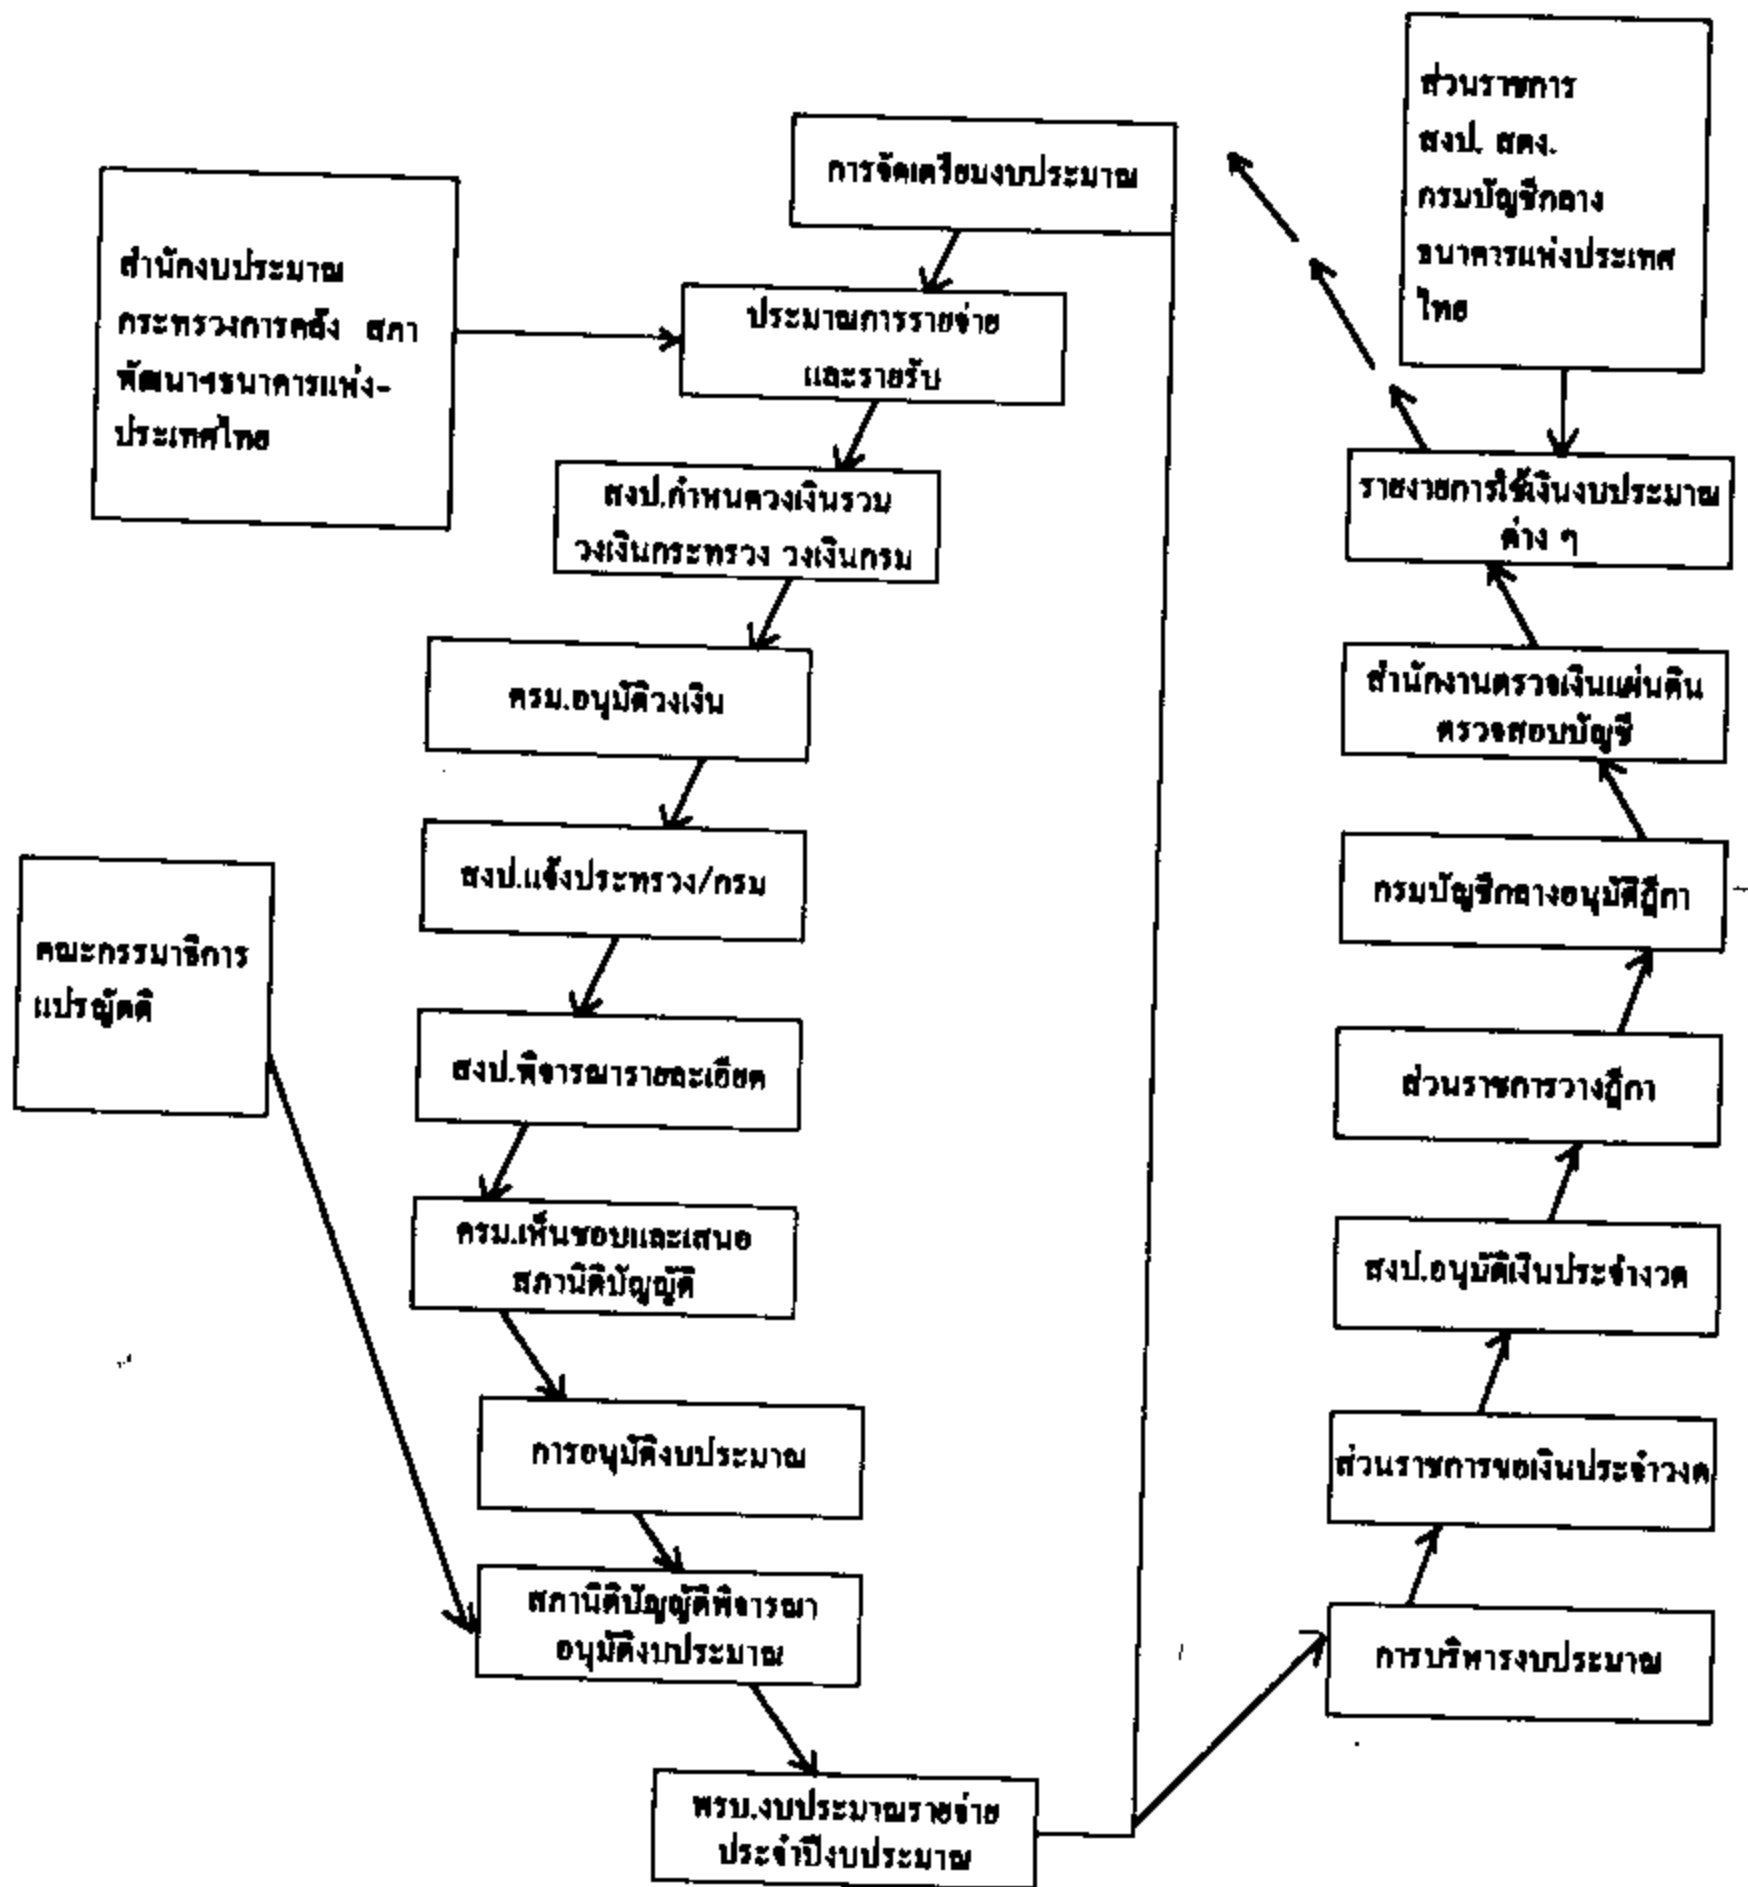 การจัดเตรียมงบประมาณ
สำนักงบประมาณ
กระทรวงการคลัง สภา
พัฒนาฯธนาคารแห่ง-
ประเทศไทย
ประมาณการรายจ่าย
และรายรับ
สงป.กำหนดวงเงินรวม
วงเงินกระทรวง วงเงินกรม
ครม.อนุมัติวงเงิน
สงป.แจ้งประทรวง/กรม
สงป.พิจารณารายละเอียด
ครม.เห็นชอบและเสนอ
สภานิติบัญญัติ
การอนุมัติงบประมาณ
คณะกรรมาธิการ
แปรญัตติ
สภานิติบัญญัติพิจารณา
อนุมัติงบประมาณ
พรบ.งบประมาณรายจ่าย
ประจำปีงบประมาณ
การบริหารงบประมาณ
ส่วนราชการขอเงินประจำวงด
สงป.อนุมัติเงินประจำงวด
ส่วนราชการวางฎีกา
กรมบัญชีกลางอนุมัติฎีกา
สำนักงานตรวจเงินแผ่นดิน
ตรวจสอบบัญชี
รายงายการใช้เงินงบประมาณ
ต่าง ๆ
ส่วนราชการ
สงป. สตง.
กรมบัญชีกลาง
ธนาคารแห่งประเทศ
ไทย